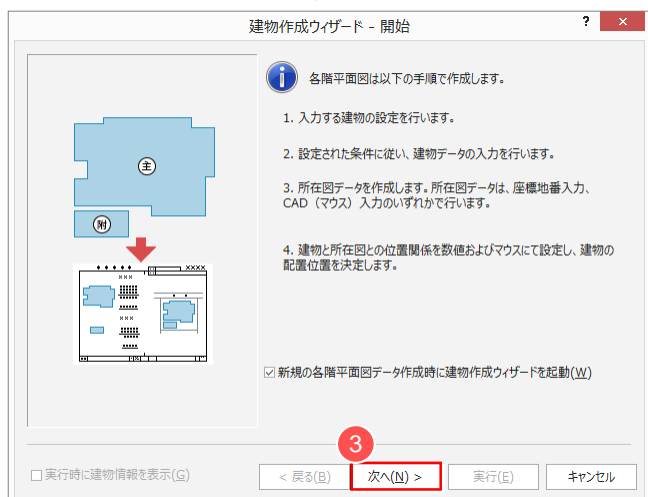 建物作成ウィザード - 開始
? ×
各階平面図は以下の手順で作成します。
1. 入力する建物の設定を行います。
2. 設定された条件に従い、建物データの入力を行います。
3. 所在図データを作成します。所在図データは、座標地番入力、
CAD（マウス）入力のいずれかで行います。
4. 建物と所在図との位置関係を数値およびマウスにて設定し、建物の
配置位置を決定します。
主
附
XXXX
×××
×××
新規の各階平面図データ作成時に建物作成ウィザードを起動(W)
3
実行時に建物情報を表示(G)
< 戻る(B)
次へ(N) >
実行(E)
キャンセル